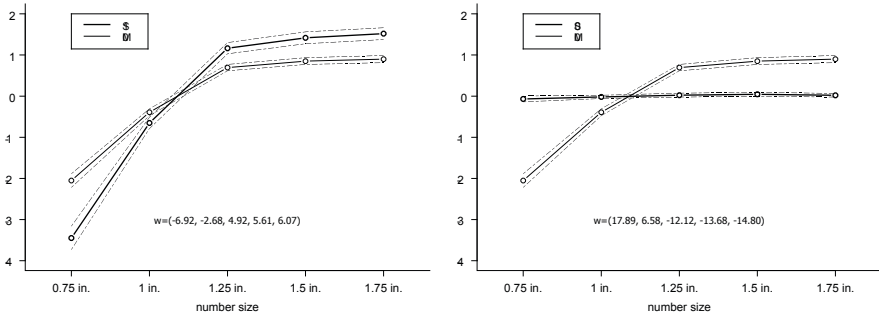 2
1
0
-1
-2
-3
-4
w=(-6.92, -2.68, 4.92, 5.61, 6.07)
0.75 in. 1 in. 1.25 in. 1.5 in. 1.75 in.
number size
2
1
0
-1
-2
-3
-4
w=(17.89, 6.58, -12.12, -13.68, -14.80)
0.75 in. 1 in. 1.25 in. 1.5 in. 1.75 in.
number size